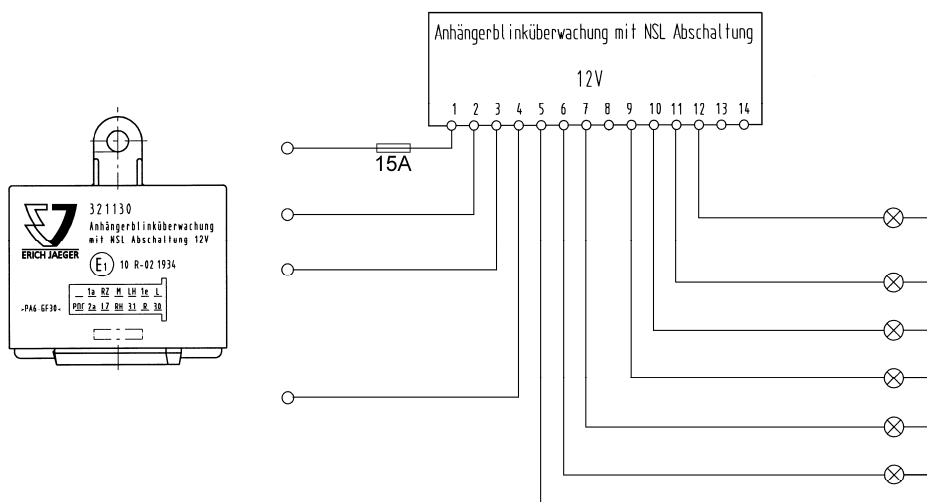 Anhängerblinküberwachung mit NSL Abschaltung
12V
1 2 3 4 5 6 7 8 9 10 11 12 13 14
15A
321130
Anhängerblinküberwachung
mit NSL Abschaltung 12V
ERICH JAEGER
E1 10 R-02 1934
1a RZ M LH 1e L
PDC 2a LZ RH 31 R 30
-PA6-GF30-